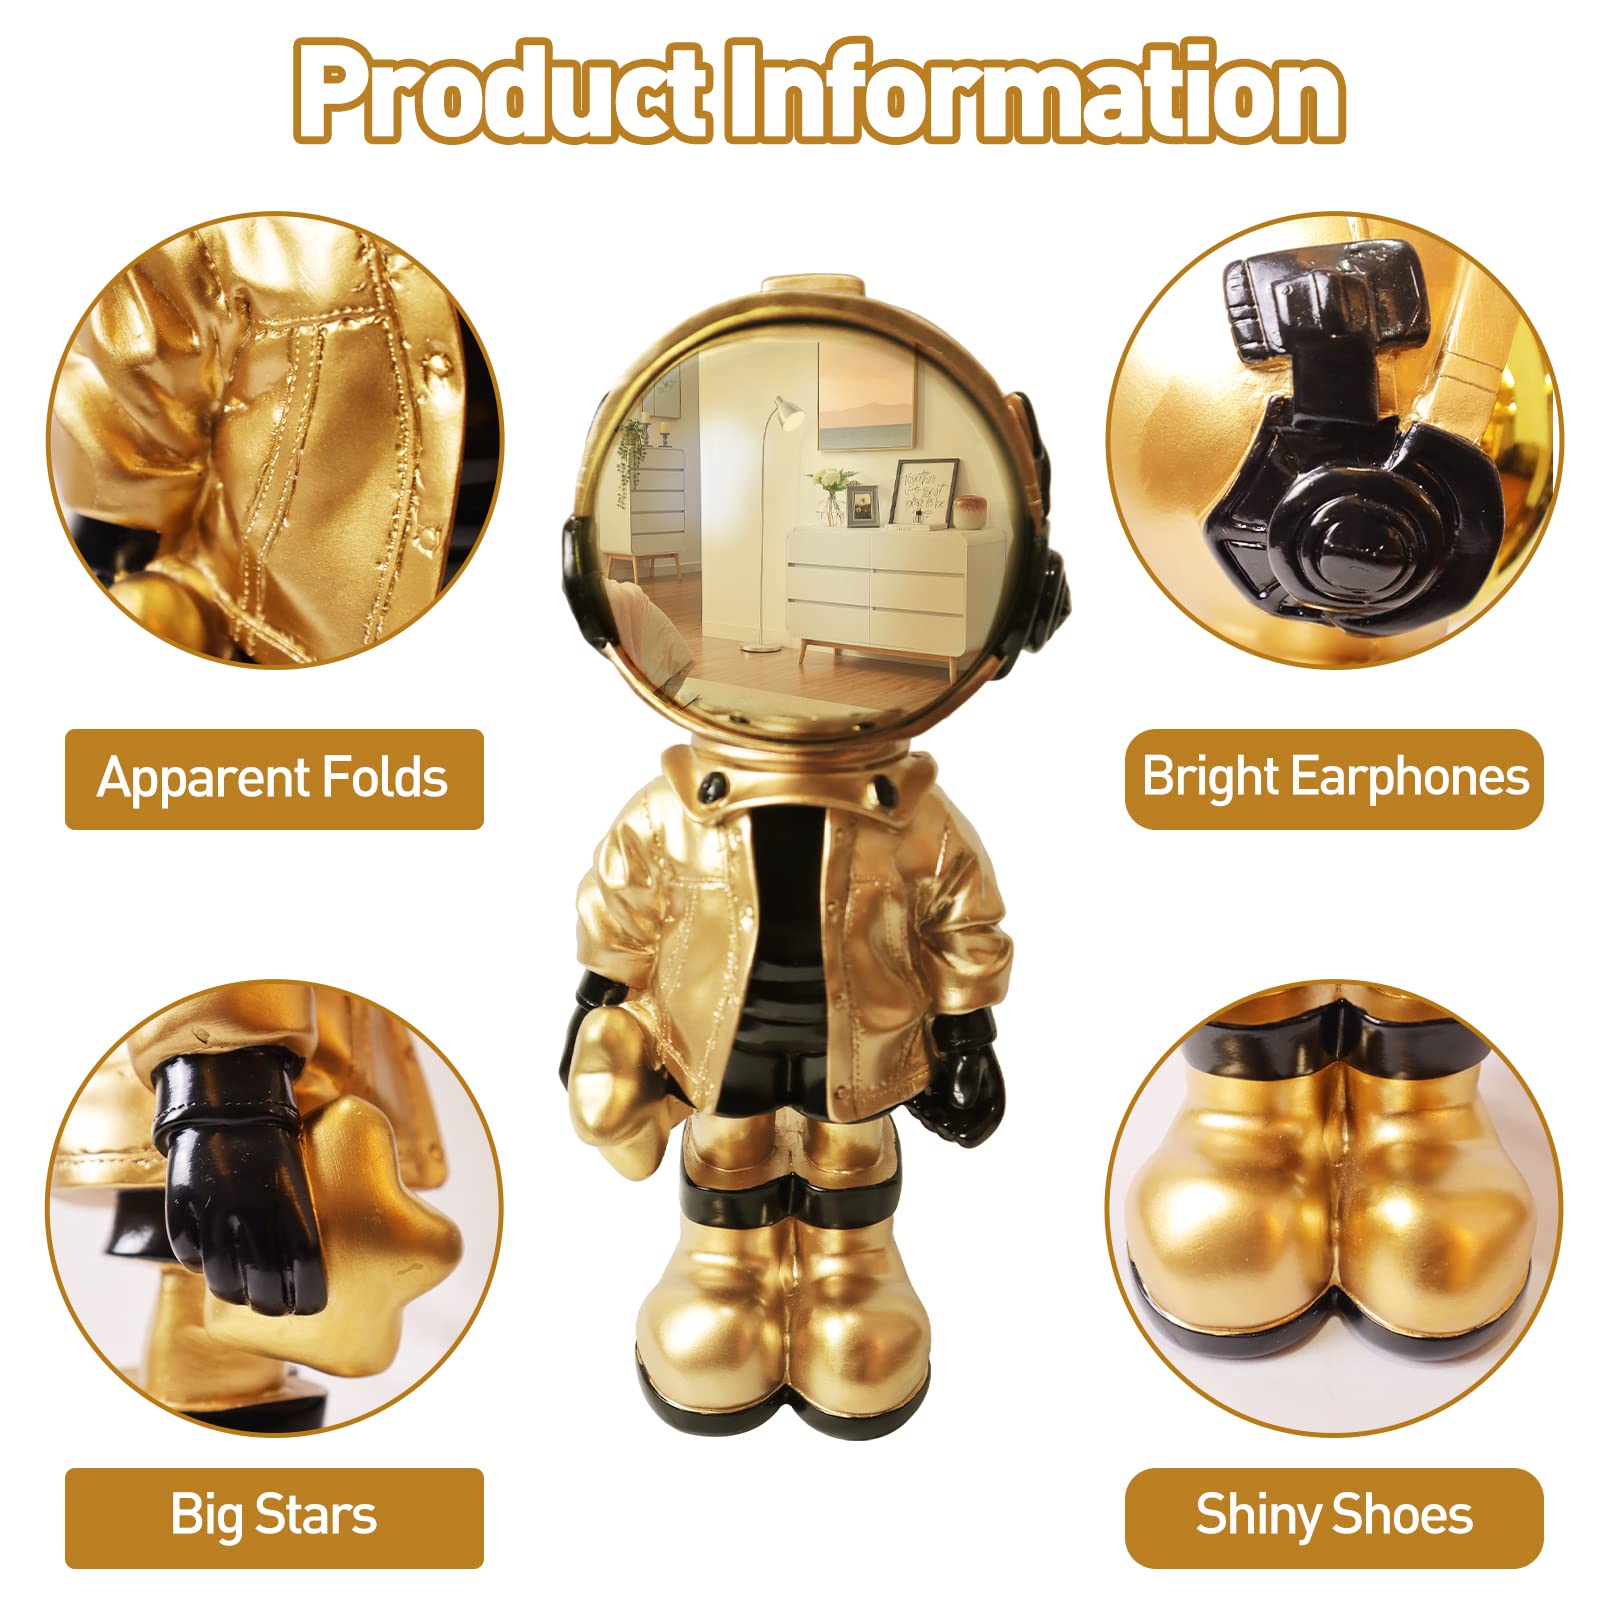 Product Information
Apparent Folds
Bright Earphones
Big Stars
Shiny Shoes